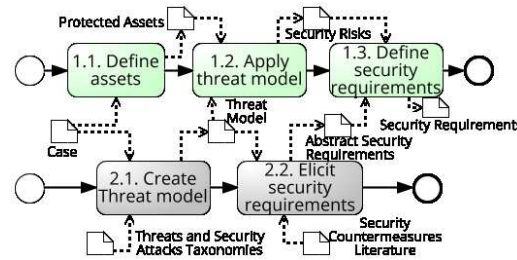 Protected Assets
Security Risks
1.1. Define
assets
1.2. Apply
threat model
1.3. Define
security
requirements
Case
Threat
Model
Abstract Security
Requirements
Security Requirements
2.1. Create
Threat model
2.2. Elicit
security
requirements
Threats and Security
Attacks Taxonomies
Security
Countermeasures
Literature